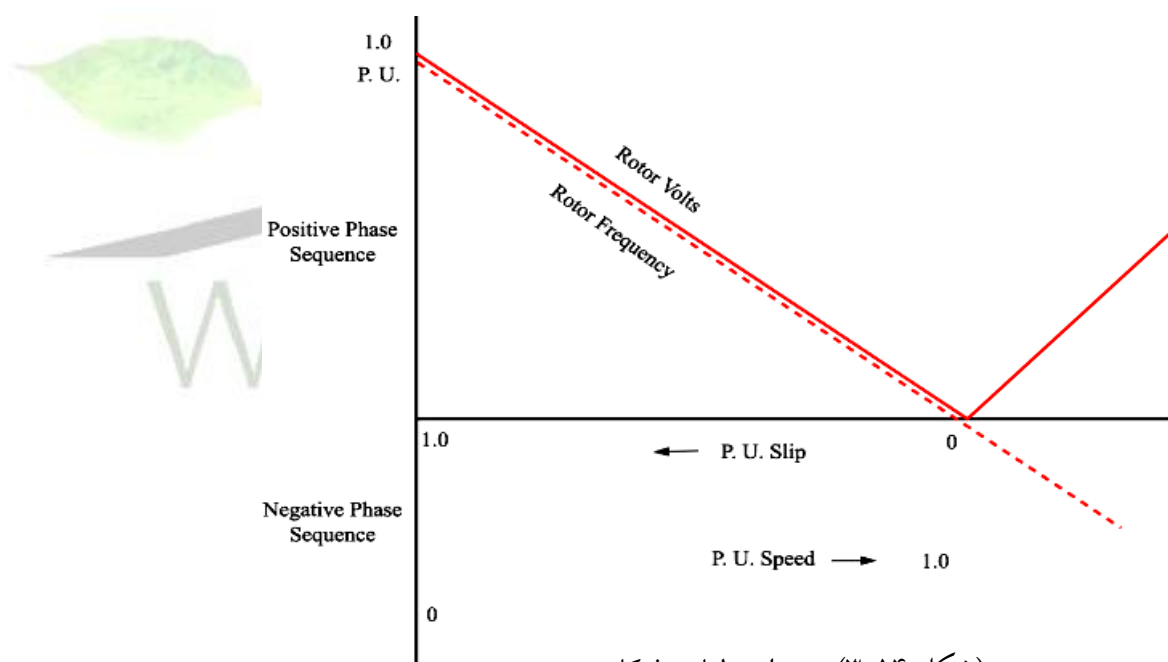 1.0
P. U.
Rotor Volts
Rotor Frequency
Positive Phase
Sequence
1.0
0
P. U. Slip
Negative Phase
Sequence
P. U. Speed
1.0
0
W